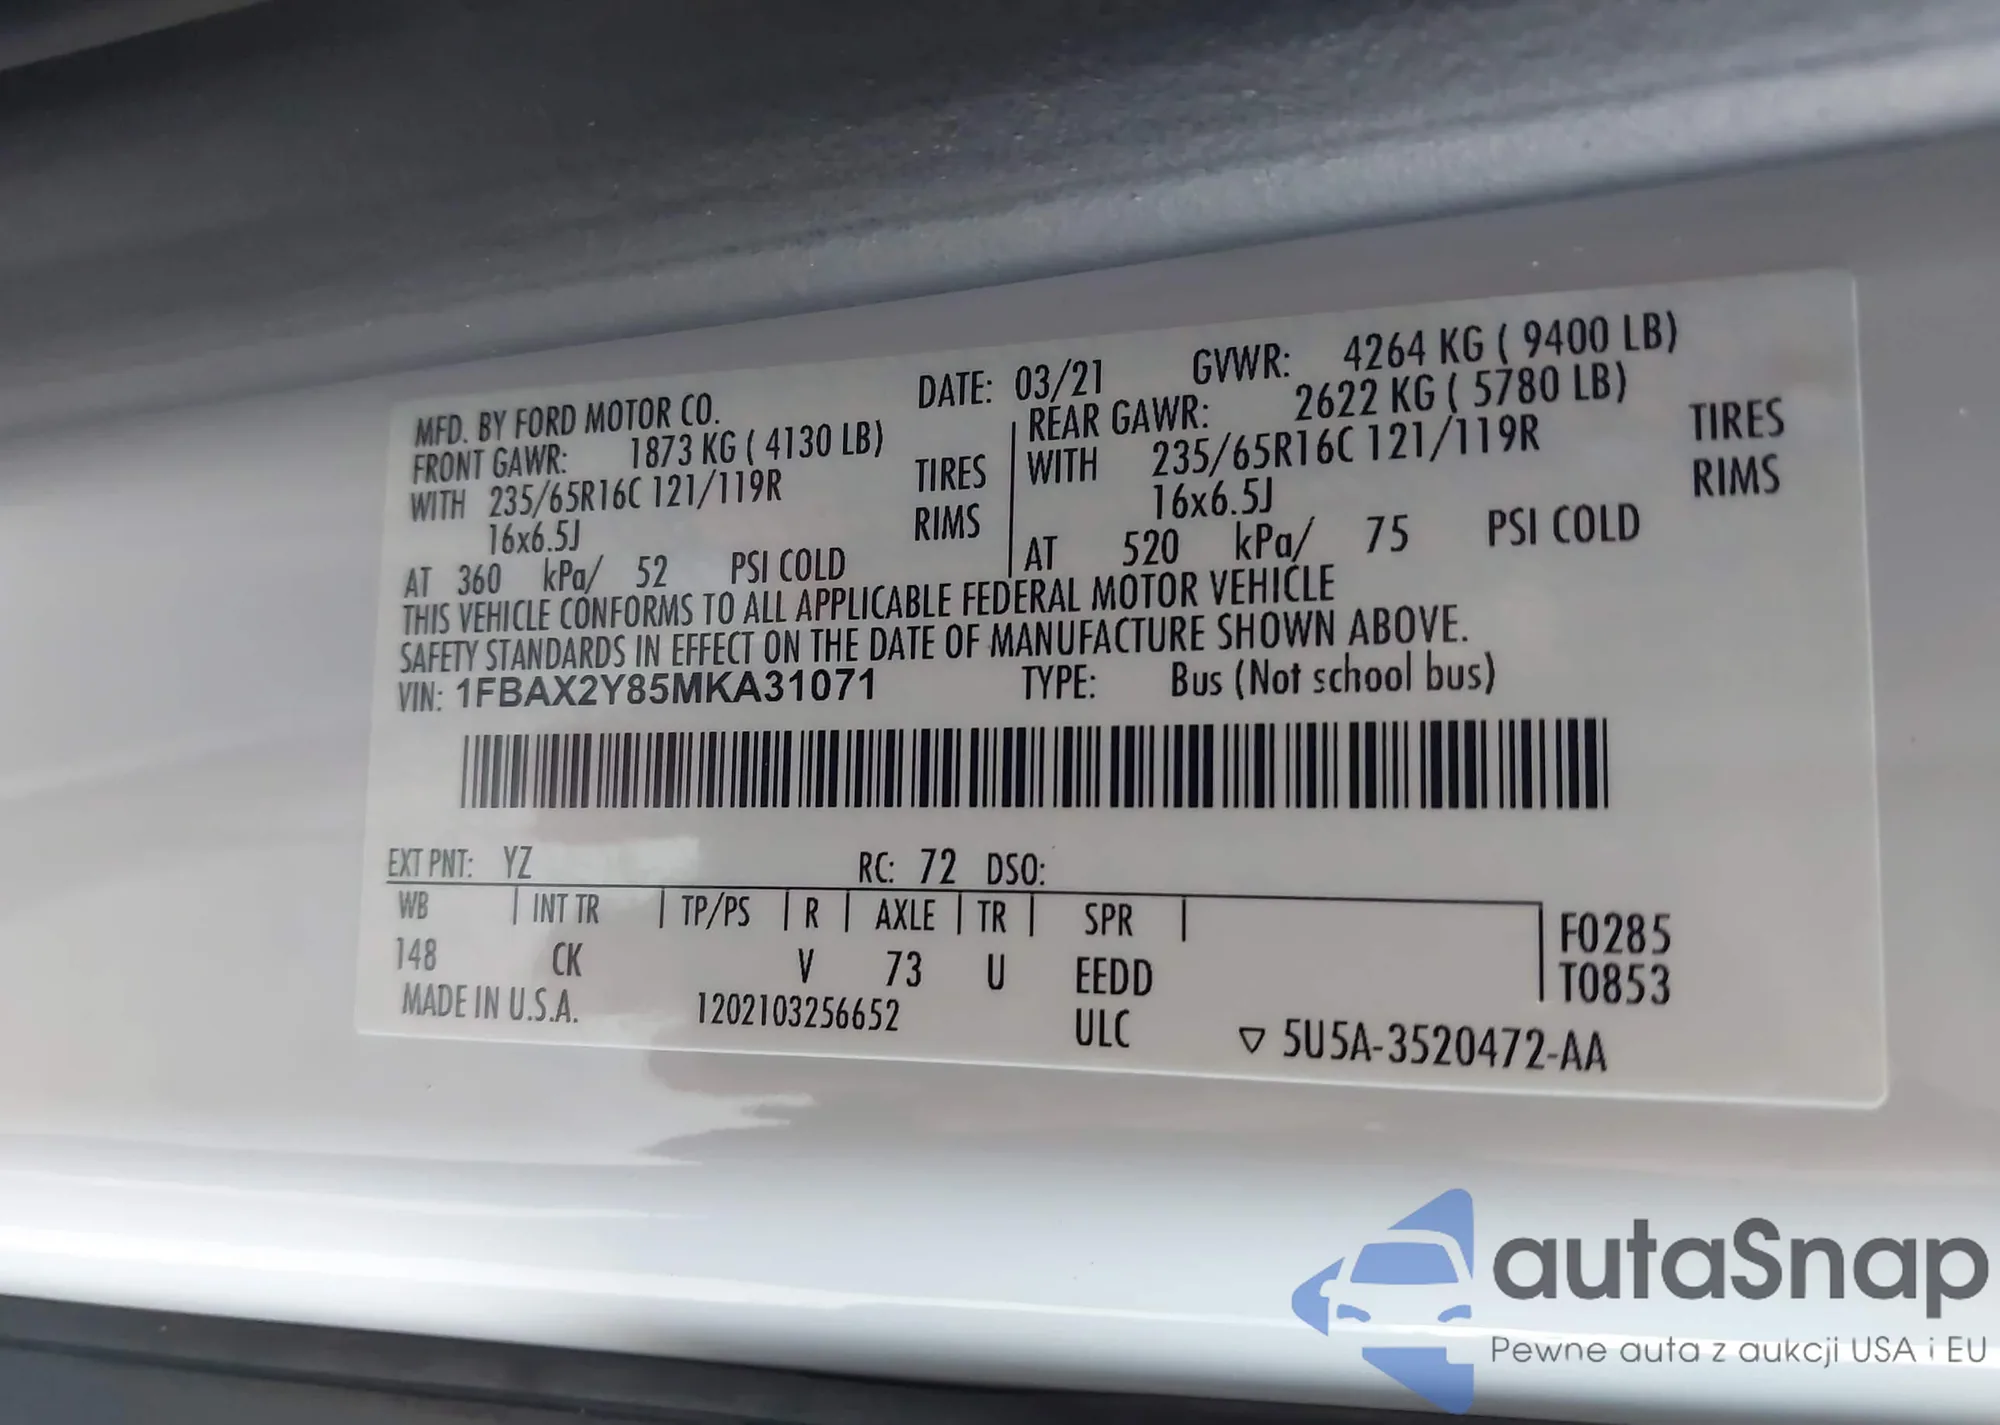 MFD. BY FORD MOTOR CO. DATE: 03/21 GVWR: 4264 KG ( 9400 LB)
FRONT GAWR: 1873 KG ( 4130 LB) REAR GAWR: 2622 KG ( 5780 LB)
WITH 235/65R16C 121/119R TIRES WITH 235/65R16C 121/119R TIRES
16x6.5J RIMS 16x6.5J RIMS
AT 360 kPa/ 52 PSI COLD AT 520 kPa/ 75 PSI COLD
THIS VEHICLE CONFORMS TO ALL APPLICABLE FEDERAL MOTOR VEHICLE
SAFETY STANDARDS IN EFFECT ON THE DATE OF MANUFACTURE SHOWN ABOVE.
VIN: 1FBAX2Y85MKA31071 TYPE: Bus (Not school bus)
EXT PNT: YZ RC: 72 DSO:
WB INT TR TP/PS R AXLE TR SPR F0285
148 CK V 73 U EEDD T0853
MADE IN U.S.A. 1202103256652 ULC ▽ 5U5A-3520472-AA
autaSnap
Pewne auta z aukcji USA i EU